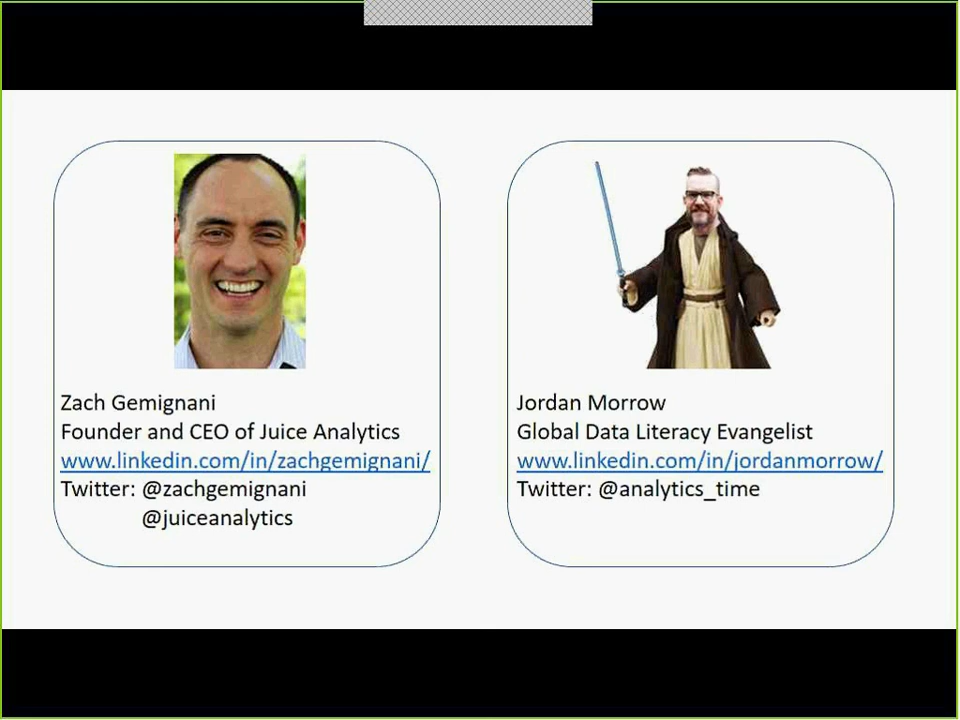 Zach Gemignani
Founder and CEO of Juice Analytics
www.linkedin.com/in/zachgemignani/
Twitter: @zachgemignani
@juiceanalytics
Jordan Morrow
Global Data Literacy Evangelist
www.linkedin.com/in/jordanmorrow/
Twitter: @analytics_time